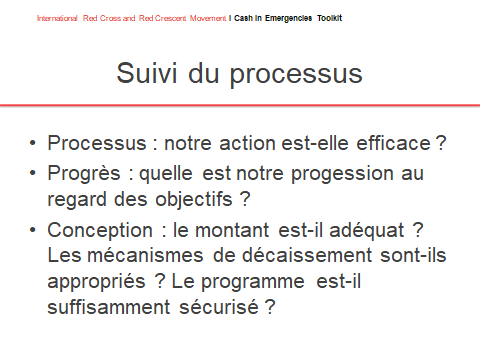 International Red Cross and Red Crescent Movement I Cash in Emergencies Toolkit
Suivi du processus
• Processus : notre action est-elle efficace ?
• Progrès : quelle est notre progession au
regard des objectifs ?
• Conception : le montant est-il adéquat ?
Les mécanismes de décaissement sont-ils
appropriés ? Le programme est-il
suffisamment sécurisé ?